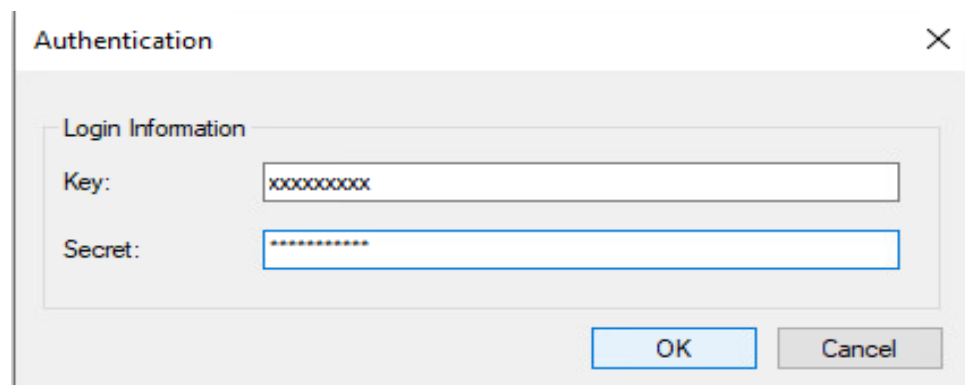 Authentication
Login Information
Key: xxxxxxxxx
Secret: ***********
OK Cancel